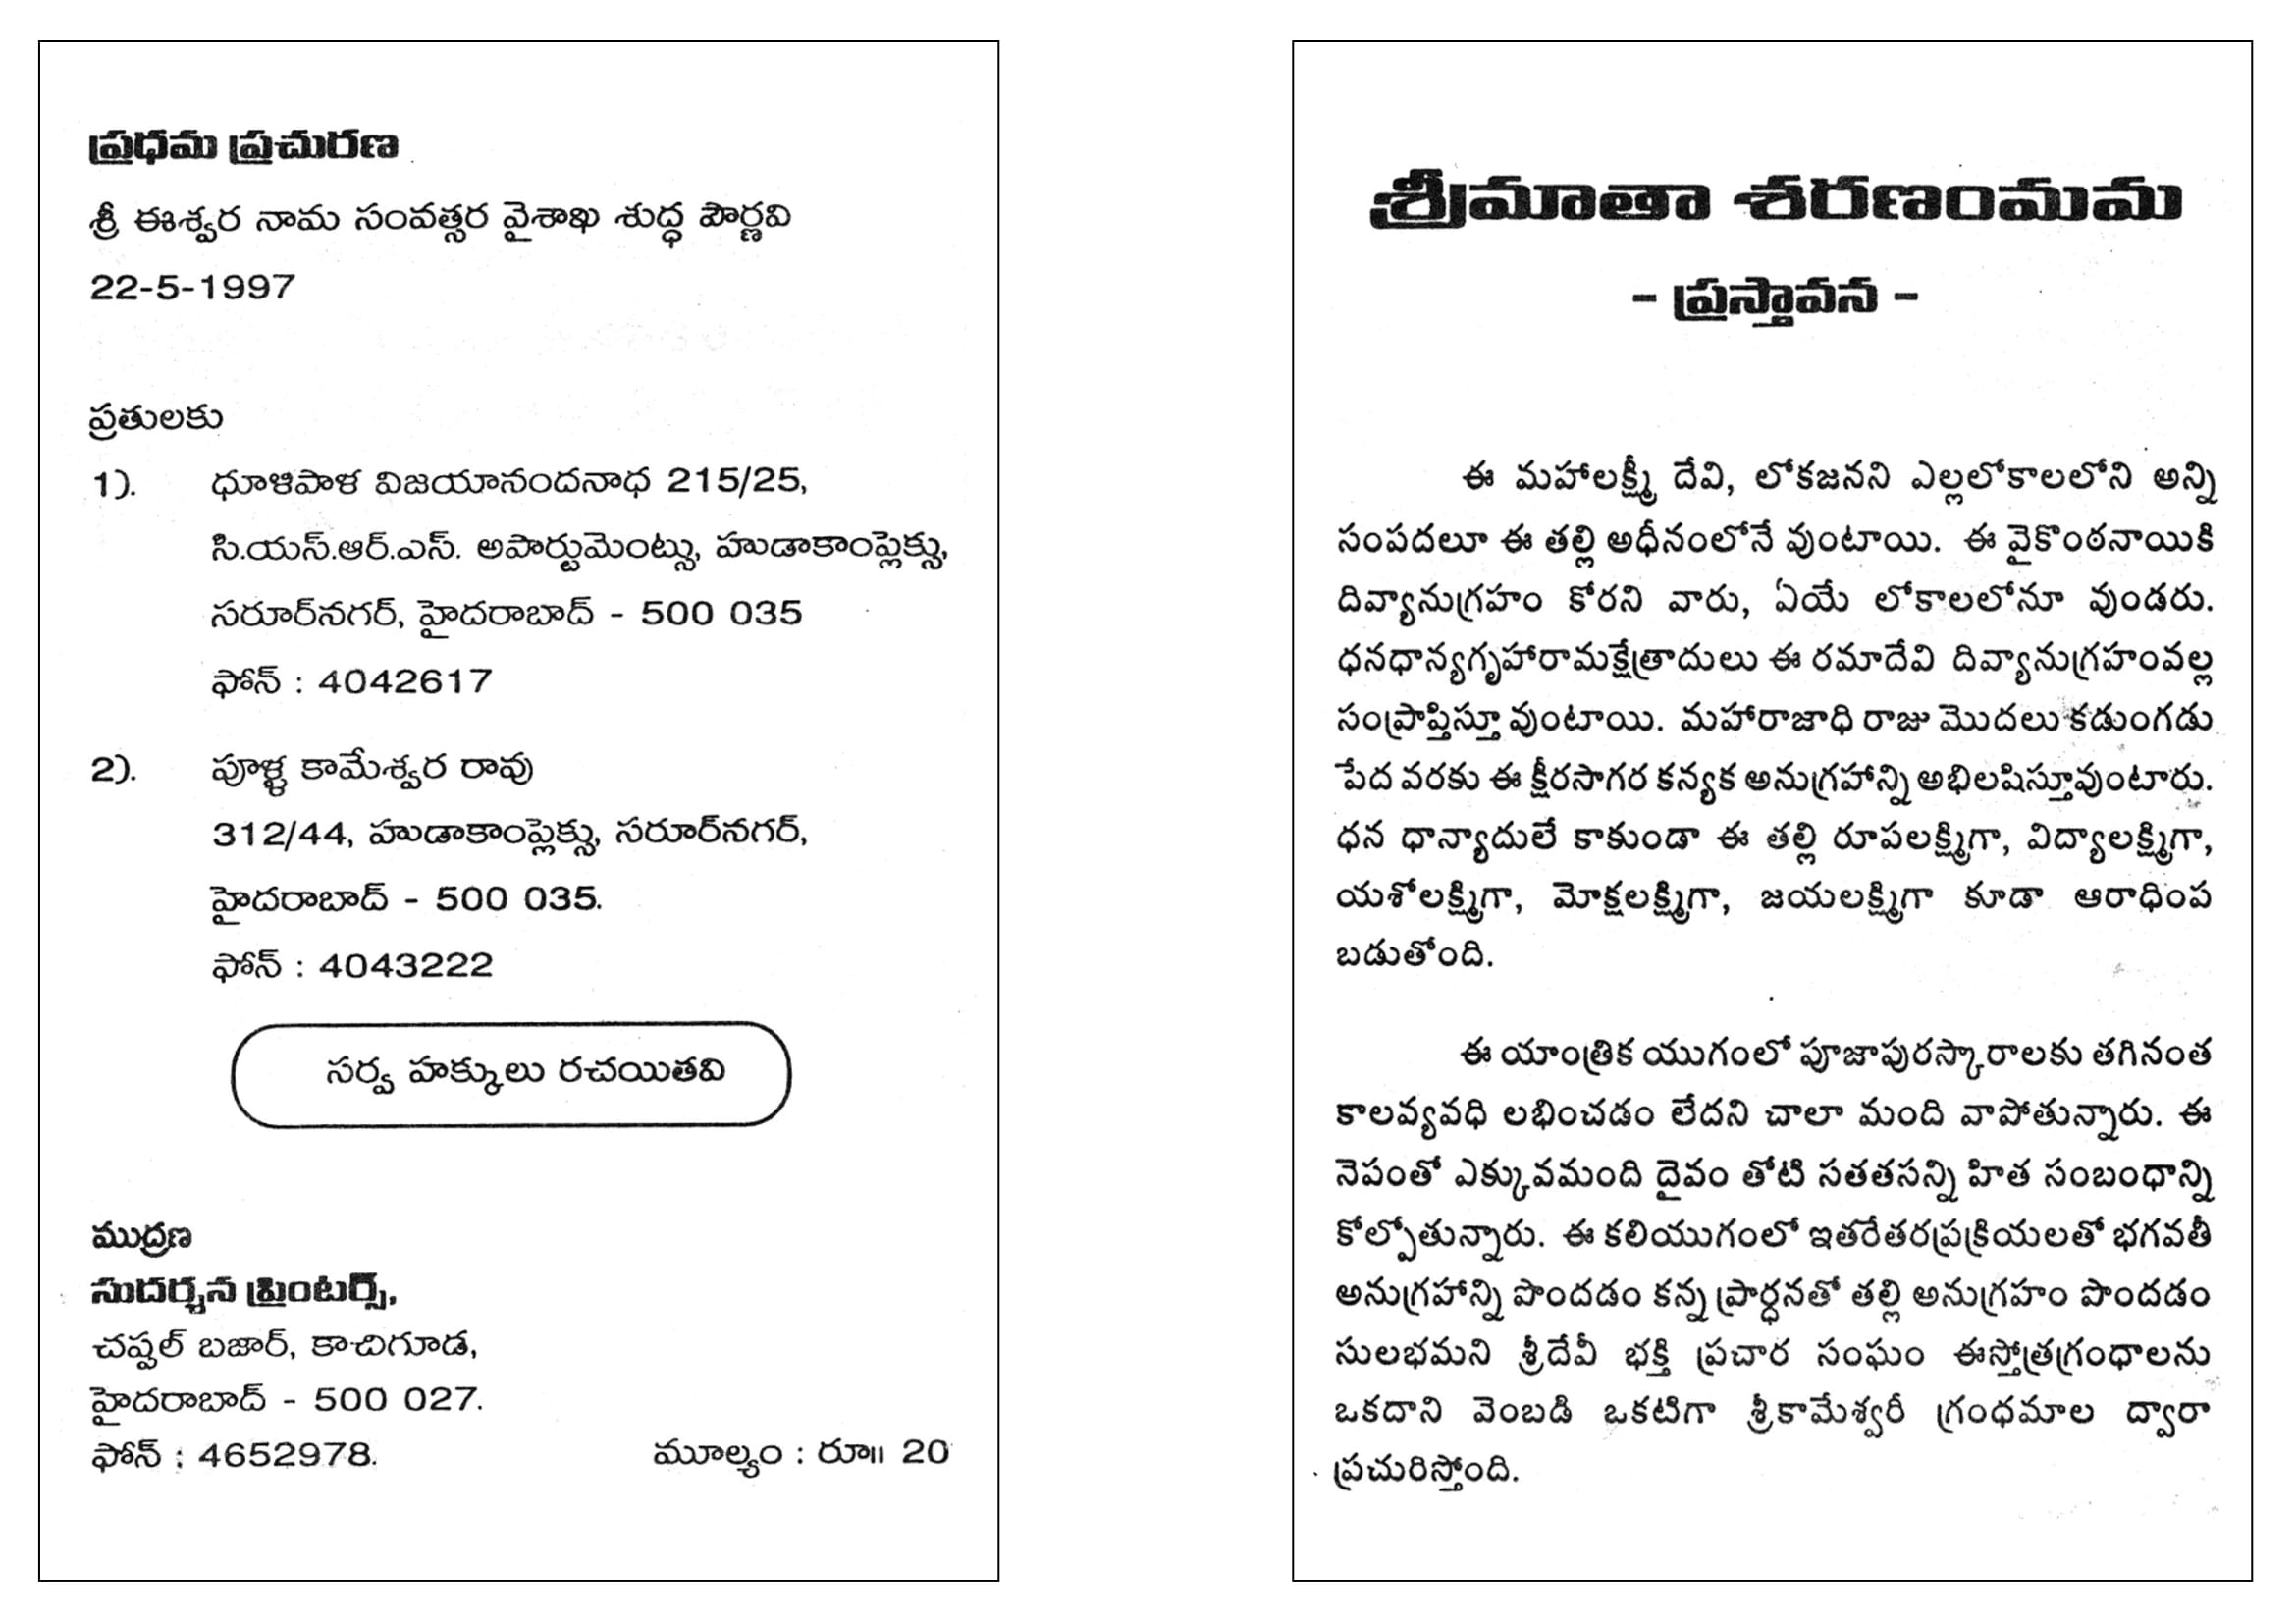 ప్రధమ ప్రచురణ
శ్రీ ఈశ్వర నామ సంవత్సర వైశాఖ శుద్ధ పౌర్ణవి
22-5-1997
ప్రతులకు
1). ధూళిపాళ విజయానందనాధ 215/25,
సి.యస్.ఆర్.ఎస్. అపార్టుమెంట్సు, హుడాకాంప్లెక్సు,
సరూర్‌నగర్, హైదరాబాద్ - 500 035
ఫోన్ : 4042617
2). పూళ్ళ కామేశ్వర రావు
312/44, హుడాకాంప్లెక్సు, సరూర్‌నగర్,
హైదరాబాద్ - 500 035.
ఫోన్ : 4043222
సర్వ హక్కులు రచయితవి
ముద్రణ
సుదర్శన ప్రింటర్స్,
చప్పల్ బజార్, కాచిగూడ,
హైదరాబాద్ - 500 027.
ఫోన్ : 4652978. మూల్యం : రూ॥ 20
శ్రీమాతా శరణంమమ
- ప్రస్తావన -
ఈ మహాలక్ష్మీ దేవి, లోకజనని ఎల్లలోకాలలోని అన్ని
సంపదలూ ఈ తల్లి అధీనంలోనే వుంటాయి. ఈ వైకొంఠనాయికి
దివ్యానుగ్రహం కోరని వారు, ఏయే లోకాలలోనూ వుండరు.
ధనధాన్యగృహారామక్షేత్రాదులు ఈ రమాదేవి దివ్యానుగ్రహంవల్ల
సంప్రాప్తిస్తూ వుంటాయి. మహారాజాధి రాజు మొదలు కడుంగడు
పేద వరకు ఈ క్షీరసాగర కన్యక అనుగ్రహాన్ని అభిలషిస్తూవుంటారు.
ధన ధాన్యాదులే కాకుండా ఈ తల్లి రూపలక్ష్మిగా, విద్యాలక్ష్మిగా,
యశోలక్ష్మిగా, మోక్షలక్ష్మిగా, జయలక్ష్మిగా కూడా ఆరాధింప
బడుతోంది.
ఈ యాంత్రిక యుగంలో పూజాపురస్కారాలకు తగినంత
కాలవ్యవధి లభించడం లేదని చాలా మంది వాపోతున్నారు. ఈ
నెపంతో ఎక్కువమంది దైవం తోటి సతతసన్ని హిత సంబంధాన్ని
కోల్పోతున్నారు. ఈ కలియుగంలో ఇతరేతరప్రక్రియలతో భగవతీ
అనుగ్రహాన్ని పొందడం కన్న ప్రార్ధనతో తల్లి అనుగ్రహం పొందడం
సులభమని శ్రీదేవీ భక్తి ప్రచార సంఘం ఈస్తోత్రగ్రంధాలను
ఒకదాని వెంబడి ఒకటిగా శ్రీకామేశ్వరీ గ్రంధమాల ద్వారా
ప్రచురిస్తోంది.